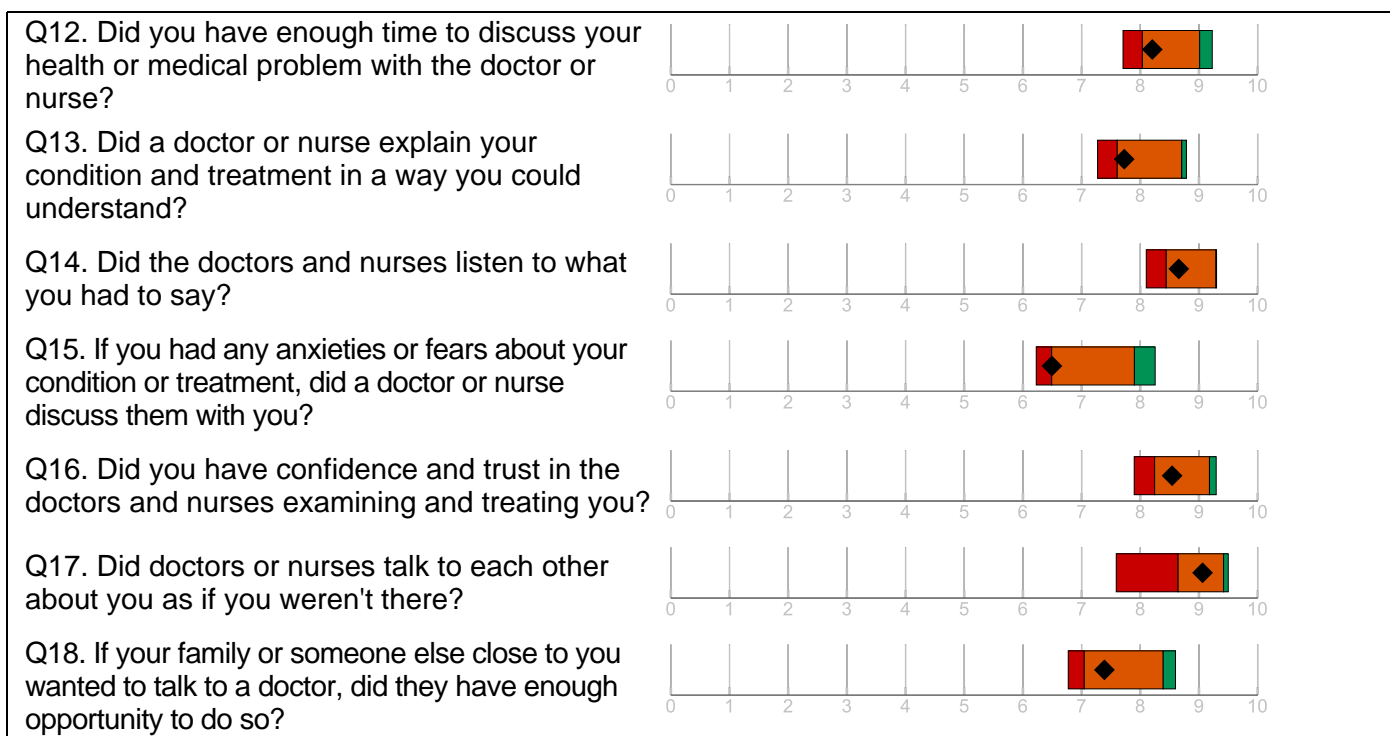 Q12. Did you have enough time to discuss your
health or medical problem with the doctor or
nurse?
0 1 2 3 4 5 6 7 8 9 10
Q13. Did a doctor or nurse explain your
condition and treatment in a way you could
understand?
0 1 2 3 4 5 6 7 8 9 10
Q14. Did the doctors and nurses listen to what
you had to say?
0 1 2 3 4 5 6 7 8 9 10
Q15. If you had any anxieties or fears about your
condition or treatment, did a doctor or nurse
discuss them with you?
0 1 2 3 4 5 6 7 8 9 10
Q16. Did you have confidence and trust in the
doctors and nurses examining and treating you?
0 1 2 3 4 5 6 7 8 9 10
Q17. Did doctors or nurses talk to each other
about you as if you weren't there?
0 1 2 3 4 5 6 7 8 9 10
Q18. If your family or someone else close to you
wanted to talk to a doctor, did they have enough
opportunity to do so?
0 1 2 3 4 5 6 7 8 9 10